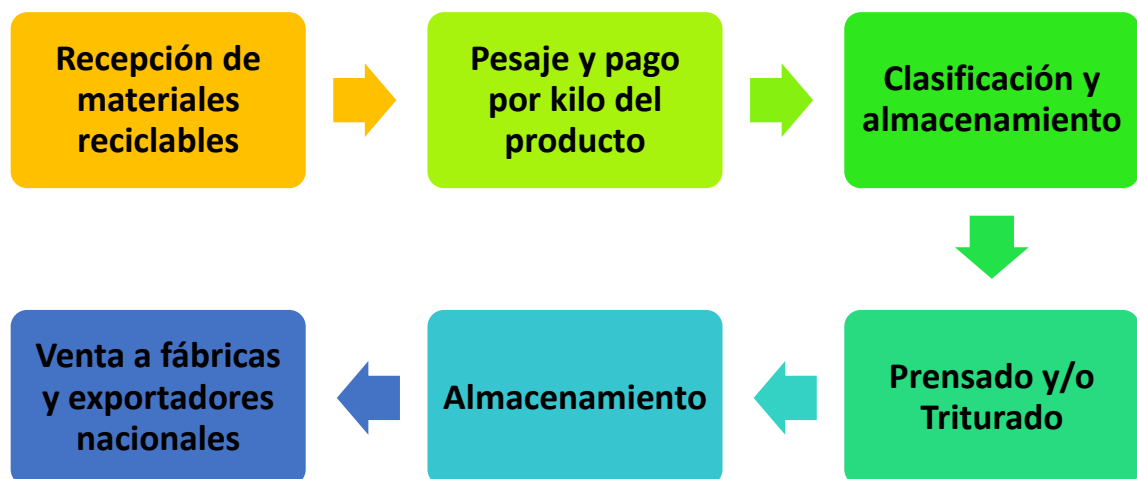 Recepción de
materiales
reciclables
Pesaje y pago
por kilo del
producto
Clasificación y
almacenamiento
Prensado y/o
Triturado
Almacenamiento
Venta a fábricas
y exportadores
nacionales